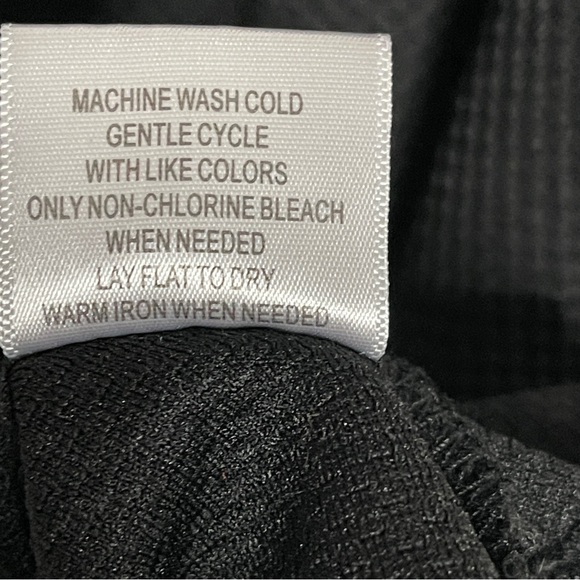 MACHINE WASH COLD
GENTLE CYCLE
WITH LIKE COLORS
ONLY NON-CHLORINE BLEACH
WHEN NEEDED
LAY FLAT TO DRY
WARM IRON WHEN NEEDED